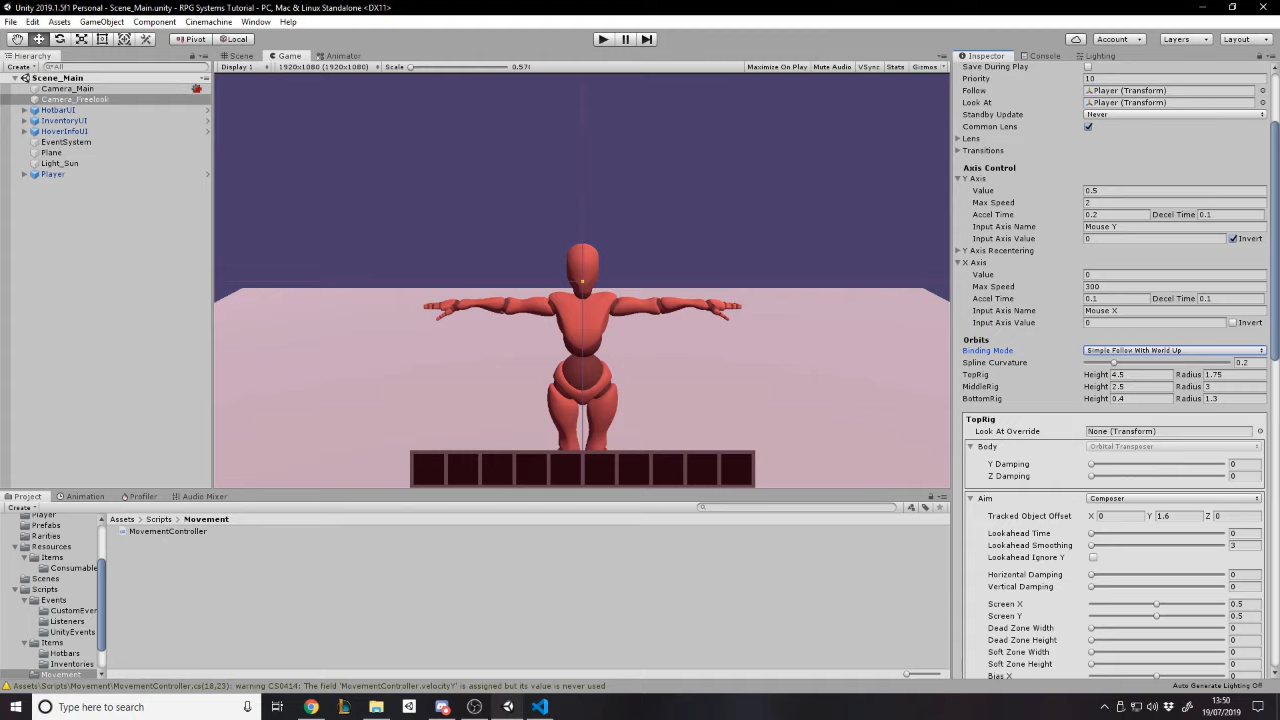 Unity 2019.1.5f1 Personal - Scene_Main.unity - RPG Systems Tutorial - PC, Mac & Linux Standalone <DX11>
File Edit Assets GameObject Component Cinemachine Window Help
Pivot Local Account Layers Layout
Hierarchy Scene Game Animator Inspector Console Lighting
Create All Display 1 1920x1080 (1920x1080) Scale Maximize On Play Mute Audio VSync Stats Gizmos
Scene_Main
Camera_Main
Camera_Freelook
HotbarUI
InventoryUI
HoverInfoUI
EventSystem
Plane
Light_Sun
Player
Save During Play
Priority 10
Follow Player (Transform)
Look At Player (Transform)
Standby Update Never
Common Lens
Lens
Transitions
Axis Control
Y Axis
Value 0.5
Max Speed 2
Accel Time 0.2 Decel Time 0.1
Input Axis Name Mouse Y
Input Axis Value 0 Invert
Y Axis Recentering
X Axis
Value 0
Max Speed 300
Accel Time 0.1 Decel Time 0.1
Input Axis Name Mouse X
Input Axis Value 0 Invert
Orbits
Binding Mode Simple Follow With World Up
Spline Curvature 0.2
TopRig Height 4.5 Radius 1.75
MiddleRig Height 2.5 Radius 3
BottomRig Height 0.4 Radius 1.3
TopRig
Look At Override None (Transform)
Body Orbital Transposer
Y Damping 0
Z Damping 0
Aim Composer
Tracked Object Offset X 0 Y 1.6 Z 0
Lookahead Time 0
Lookahead Smoothing 3
Lookahead Ignore Y
Horizontal Damping 0
Vertical Damping 0
Screen X 0.5
Screen Y 0.5
Dead Zone Width 0
Dead Zone Height 0
Soft Zone Width 0
Soft Zone Height 0
Bias X 0
Project Animation Profiler Audio Mixer
Create
Player
Prefabs
Rarities
Resources
Items
Consumable
Scenes
Scripts
Events
CustomEver
Listeners
UnityEvents
Items
Hotbars
Inventories
Movement
Assets Scripts Movement
MovementController
Assets\Scripts\Movement\MovementController.cs(18,23): warning CS0414: The field 'MovementController.velocityY' is assigned but its value is never used
Auto Generate Lighting Off
Type here to search
13:50
19/07/2019